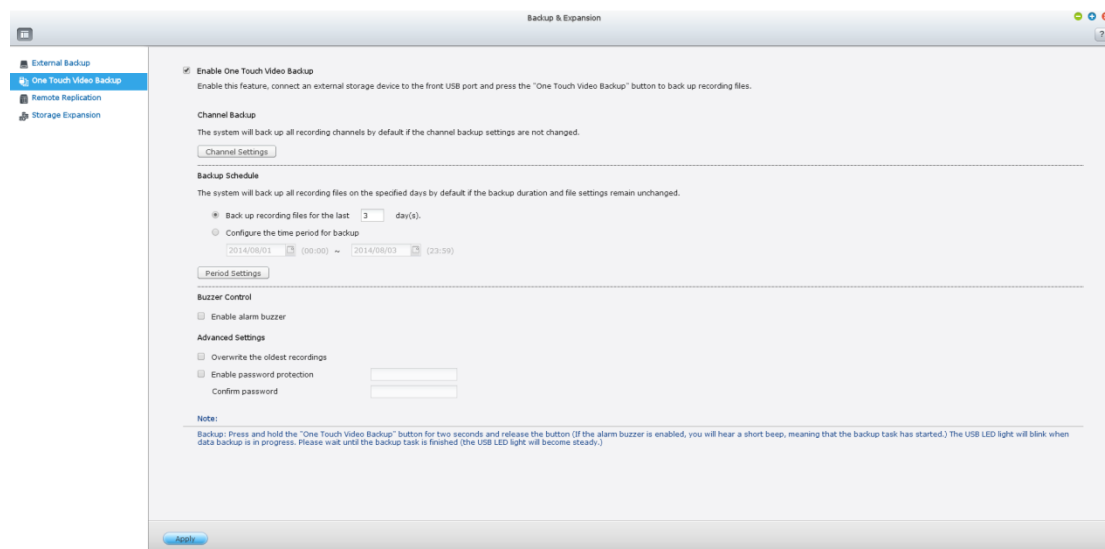 Backup & Expansion
?
External Backup
One Touch Video Backup
Remote Replication
Storage Expansion
Enable One Touch Video Backup
Enable this feature, connect an external storage device to the front USB port and press the "One Touch Video Backup" button to back up recording files.
Channel Backup
The system will back up all recording channels by default if the channel backup settings are not changed.
Channel Settings
Backup Schedule
The system will back up all recording files on the specified days by default if the backup duration and file settings remain unchanged.
Back up recording files for the last 3 day(s).
Configure the time period for backup
2014/08/01 (00:00) ~ 2014/08/03 (23:59)
Period Settings
Buzzer Control
Enable alarm buzzer
Advanced Settings
Overwrite the oldest recordings
Enable password protection
Confirm password
Note:
Backup: Press and hold the "One Touch Video Backup" button for two seconds and release the button (If the alarm buzzer is enabled, you will hear a short beep, meaning that the backup task has started.) The USB LED light will blink when
data backup is in progress. Please wait until the backup task is finished (the USB LED light will become steady.)
Apply